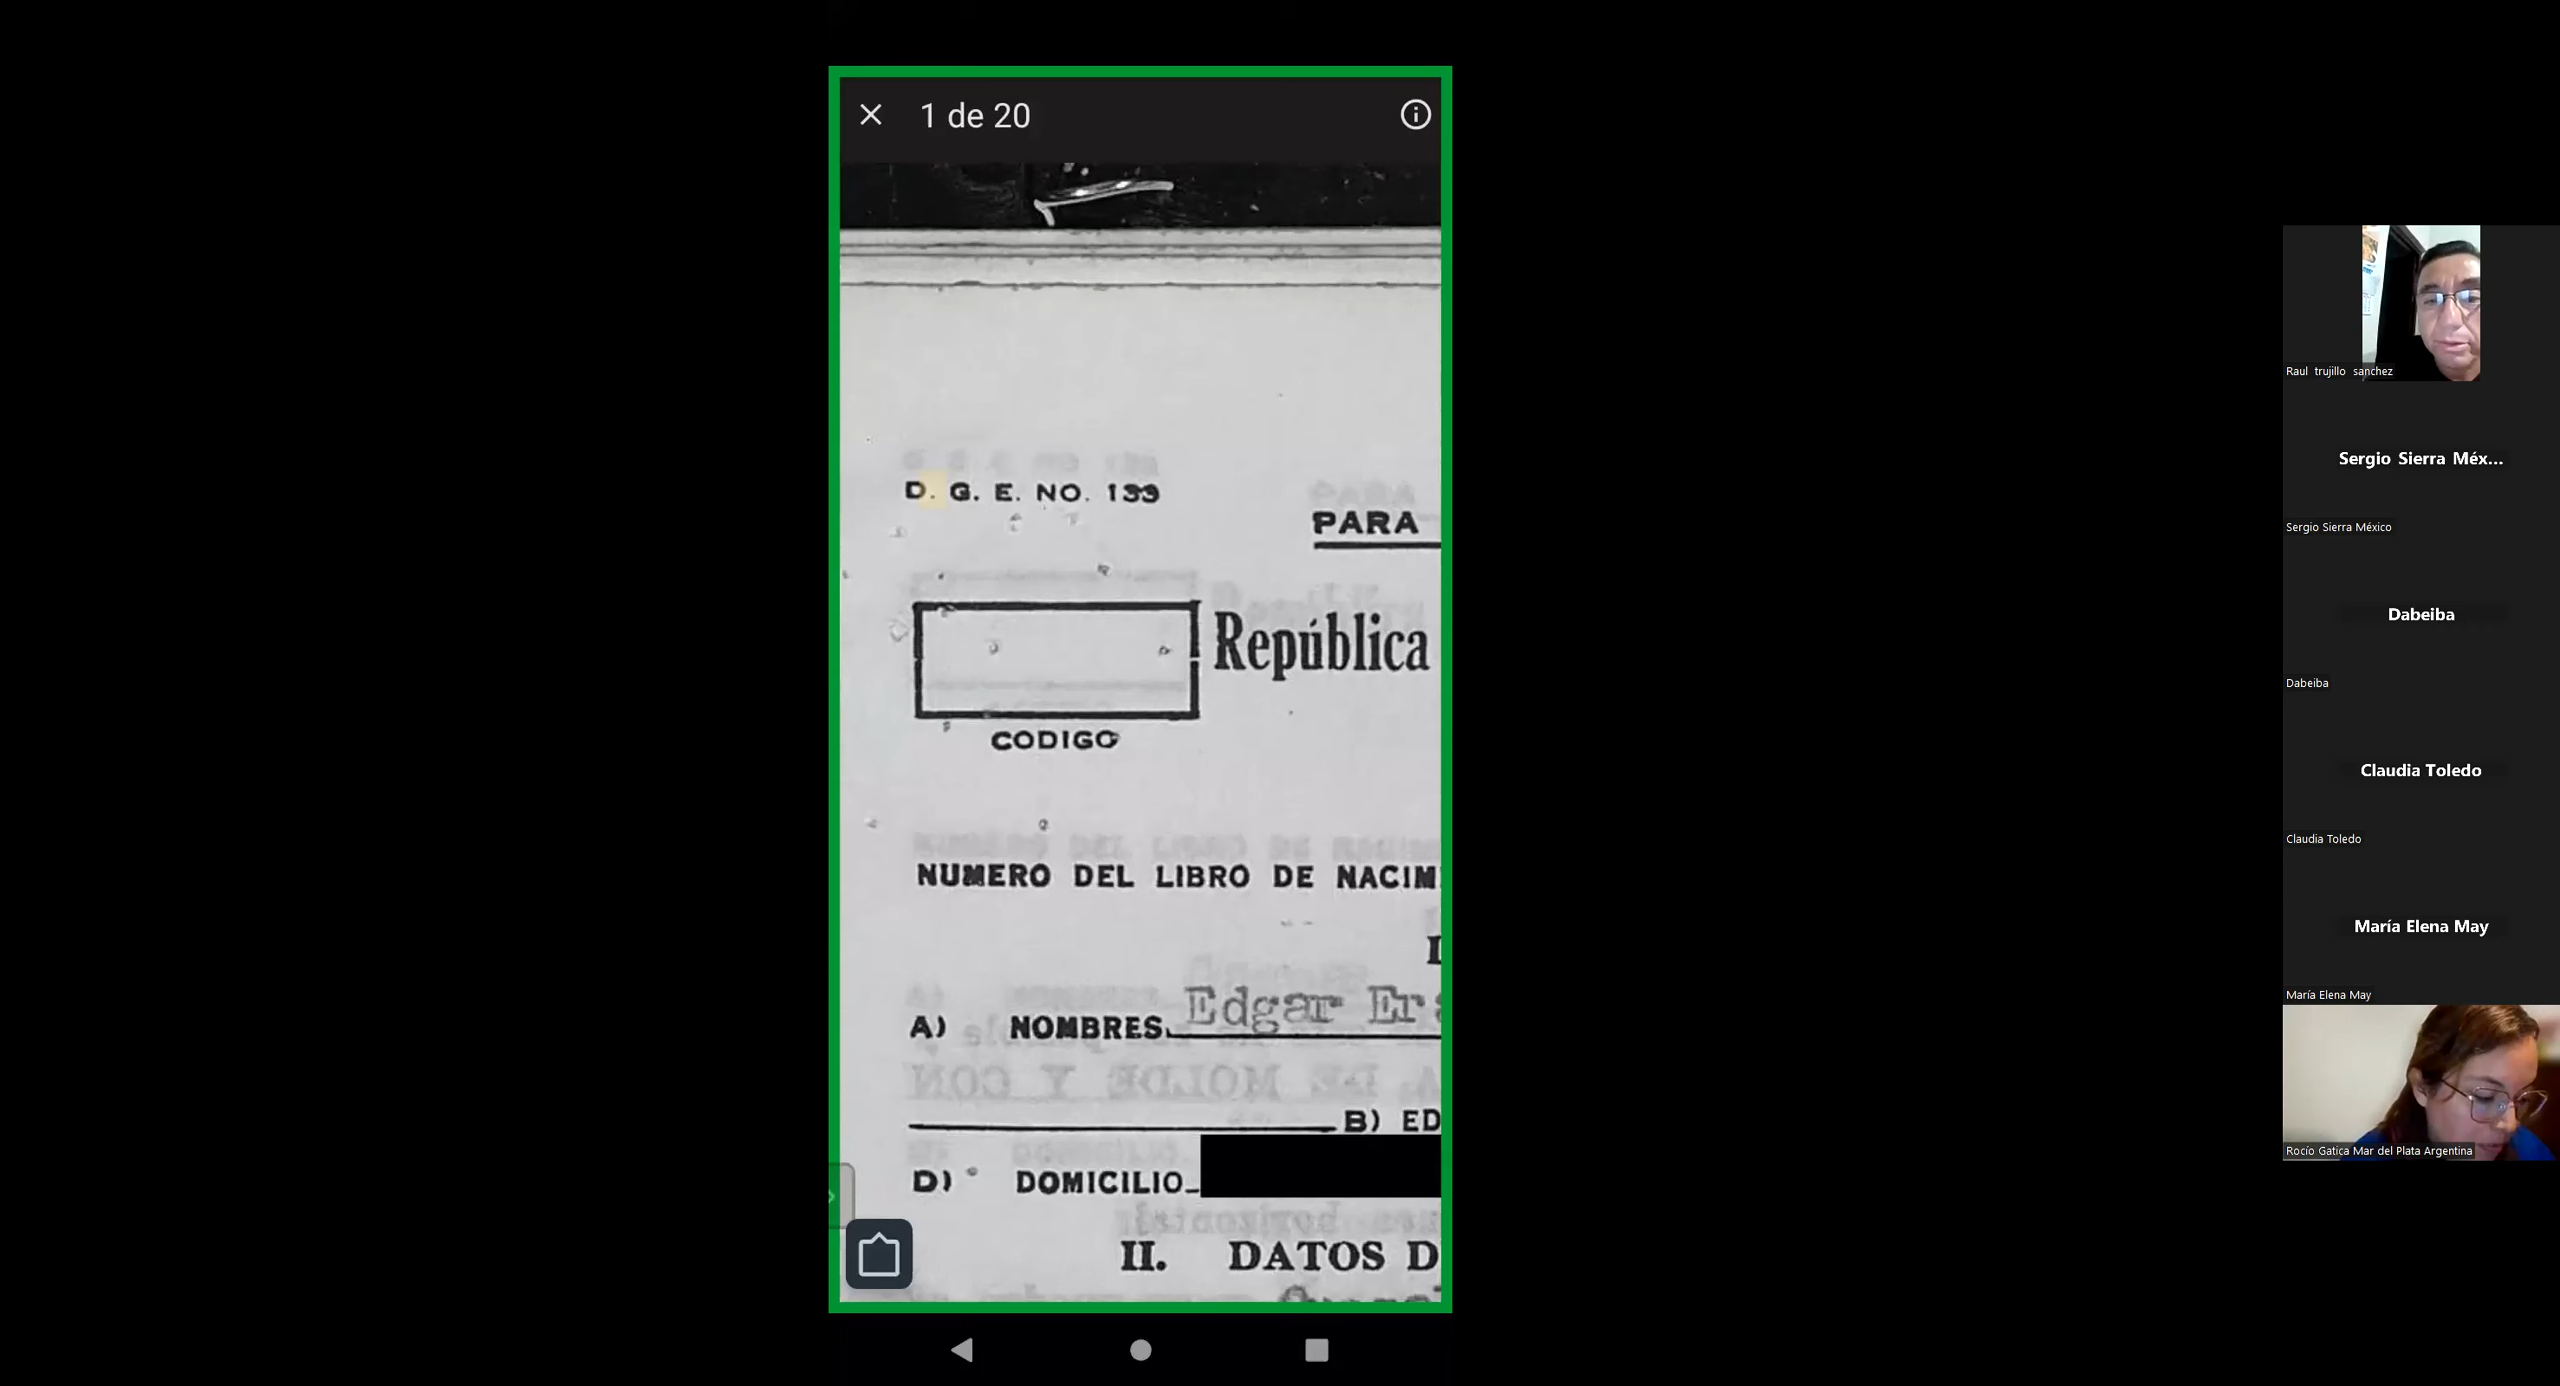 1 de 20
D. G. E. NO. 199
PARA
República
CODIGO
NUMERO DEL LIBRO DE NACIM
A) NOMBRES Edgar
B) ED
D) DOMICILIO
II. DATOS D
Raul trujillo sanchez
Sergio Sierra Méx...
Sergio Sierra México
Dabeiba
Dabeiba
Claudia Toledo
Claudia Toledo
María Elena May
María Elena May
Rocío Gatica Mar del Plata Argentina